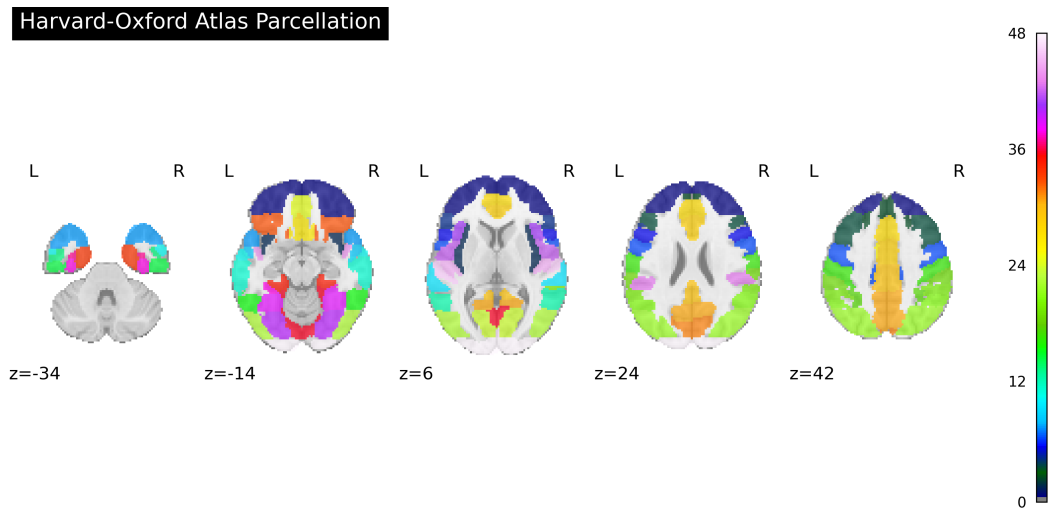 Harvard-Oxford Atlas Parcellation
48
L R L R L R L R L R
36
24
12
z=-34 z=-14 z=6 z=24 z=42
0